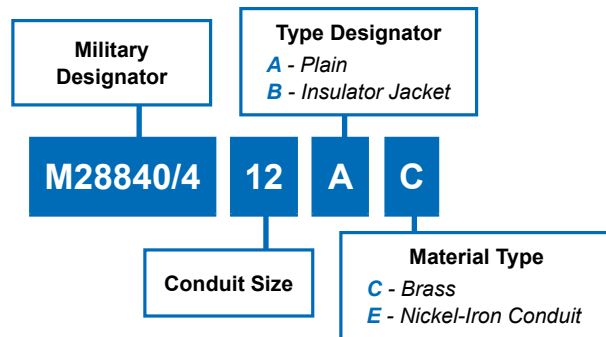 Military
Designator
Type Designator
A - Plain
B - Insulator Jacket
M28840/4 12 A C
Conduit Size
Material Type
C - Brass
E - Nickel-Iron Conduit